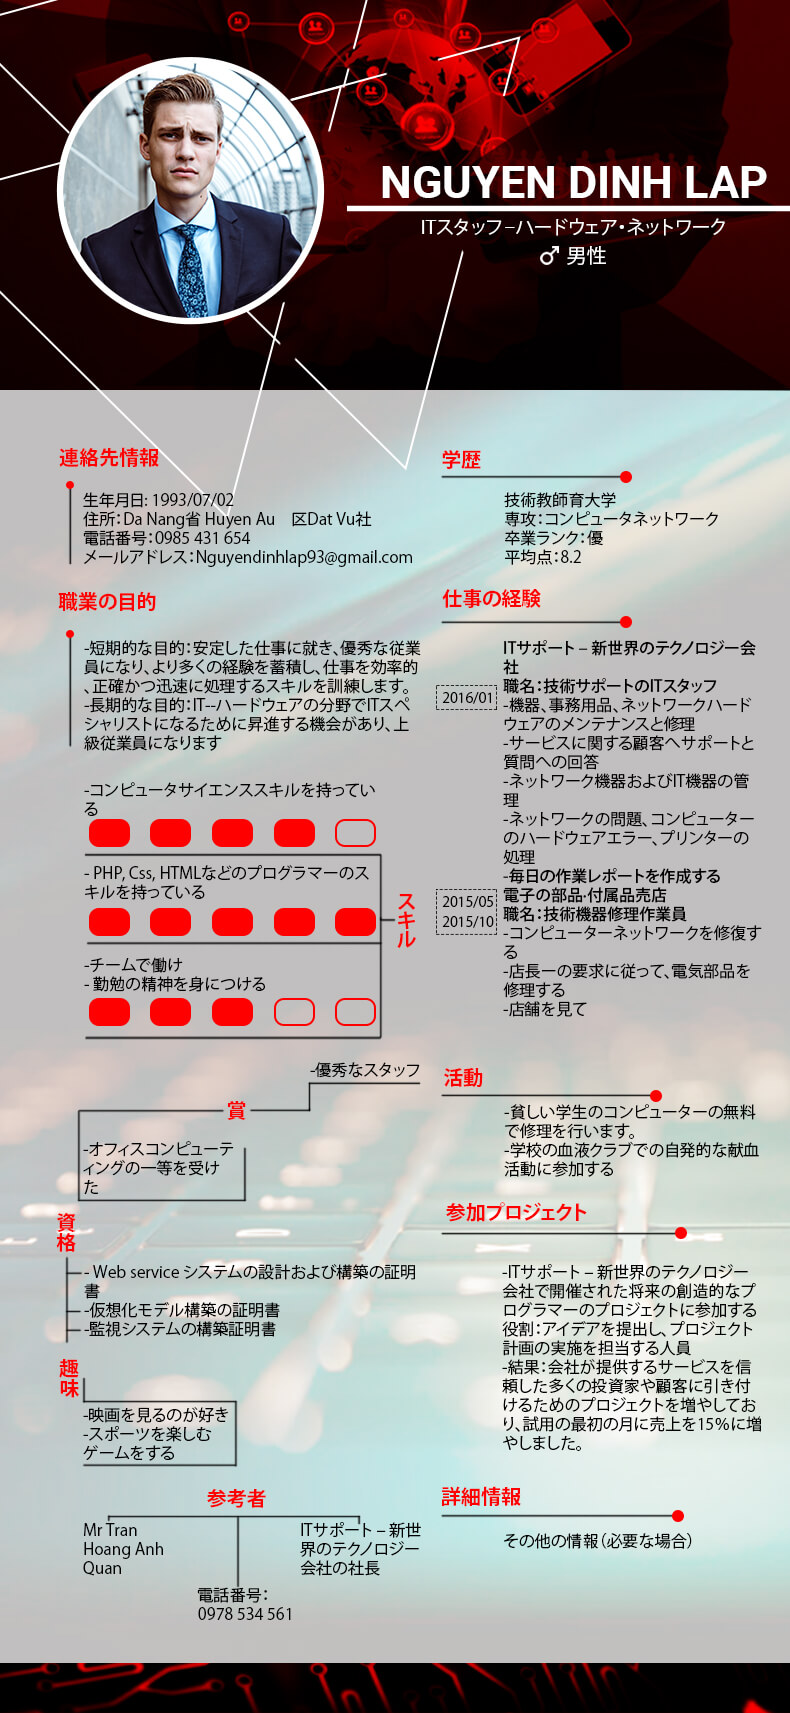 NGUYEN DINH LAP
ITスタッフ–ハードウェア・ネットワーク
♂ 男性
連絡先情報
生年月日: 1993/07/02
住所：Da Nang省 Huyen Au　区Dat Vu社
電話番号：0985 431 654
メールアドレス：Nguyendinhlap93@gmail.com
職業の目的
-短期的な目的：安定した仕事に就き、優秀な従業
員になり、より多くの経験を蓄積し、仕事を効率的
、正確かつ迅速に処理するスキルを訓練します。
-長期的な目的：IT--ハードウェアの分野でITスペ
シャリストになるために昇進する機会があり、上
級従業員になります
-コンピュータサイエンススキルを持ってい
る
- PHP, Css, HTMLなどのプログラマーのス
キルを持っている
スキル
-チームで働け
- 勤勉の精神を身につける
-優秀なスタッフ
賞
-オフィスコンピューテ
ィングの一等を受け
た
資格
- Web service システムの設計および構築の証明
書
-仮想化モデル構築の証明書
-監視システムの構築証明書
趣味
-映画を見るのが好き
-スポーツを楽しむ
ゲームをする
参考者
Mr Tran
Hoang Anh
Quan
ITサポート – 新世
界のテクノロジー
会社の社長
電話番号：
0978 534 561
学歴
技術教師育大学
専攻：コンピュータネットワーク
卒業ランク：優
平均点：8.2
仕事の経験
2016/01
ITサポート – 新世界のテクノロジー会
社
職名：技術サポートのITスタッフ
-機器、事務用品、ネットワークハード
ウェアのメンテナンスと修理
-サービスに関する顧客へサポートと
質問への回答
-ネットワーク機器およびIT機器の管
理
-ネットワークの問題、コンピューター
のハードウェアエラー、プリンターの
処理
-毎日の作業レポートを作成する
2015/05
2015/10
電子の部品·付属品売店
職名：技術機器修理作業員
-コンピューターネットワークを修復す
る
-店長一の要求に従って、電気部品を
修理する
-店舗を見て
活動
-貧しい学生のコンピューターの無料
で修理を行います。
-学校の血液クラブでの自発的な献血
活動に参加する
参加プロジェクト
-ITサポート – 新世界のテクノロジー
会社で開催された将来の創造的なプ
ログラマーのプロジェクトに参加する
役割：アイデアを提出し、プロジェクト
計画の実施を担当する人員
-結果：会社が提供するサービスを信
頼した多くの投資家や顧客に引き付
けるためのプロジェクトを増やしてお
り、試用の最初の月に売上を15%に増
やしました。
詳細情報
その他の情報（必要な場合）